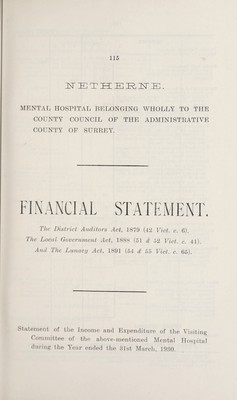 115
NETHERNE.
MENTAL HOSPITAL BELONGING WHOLLY TO THE
COUNTY COUNCIL OF THE ADMINISTRATIVE
COUNTY OF SURREY.
FINANCIAL STATEMENT.
The District Auditors Act, 1879 (42 Vict. c. 6).
The Local Government Act, 1888 (51 & 52 Vict. c. 41).
And The Lunacy Act, 1891 (54 & 55 Vict. c. 65).
Statement of the Income and Expenditure of the Visiting
Committee of the above-mentioned Mental Hospital
during the Year ended the 31st March, 1930.